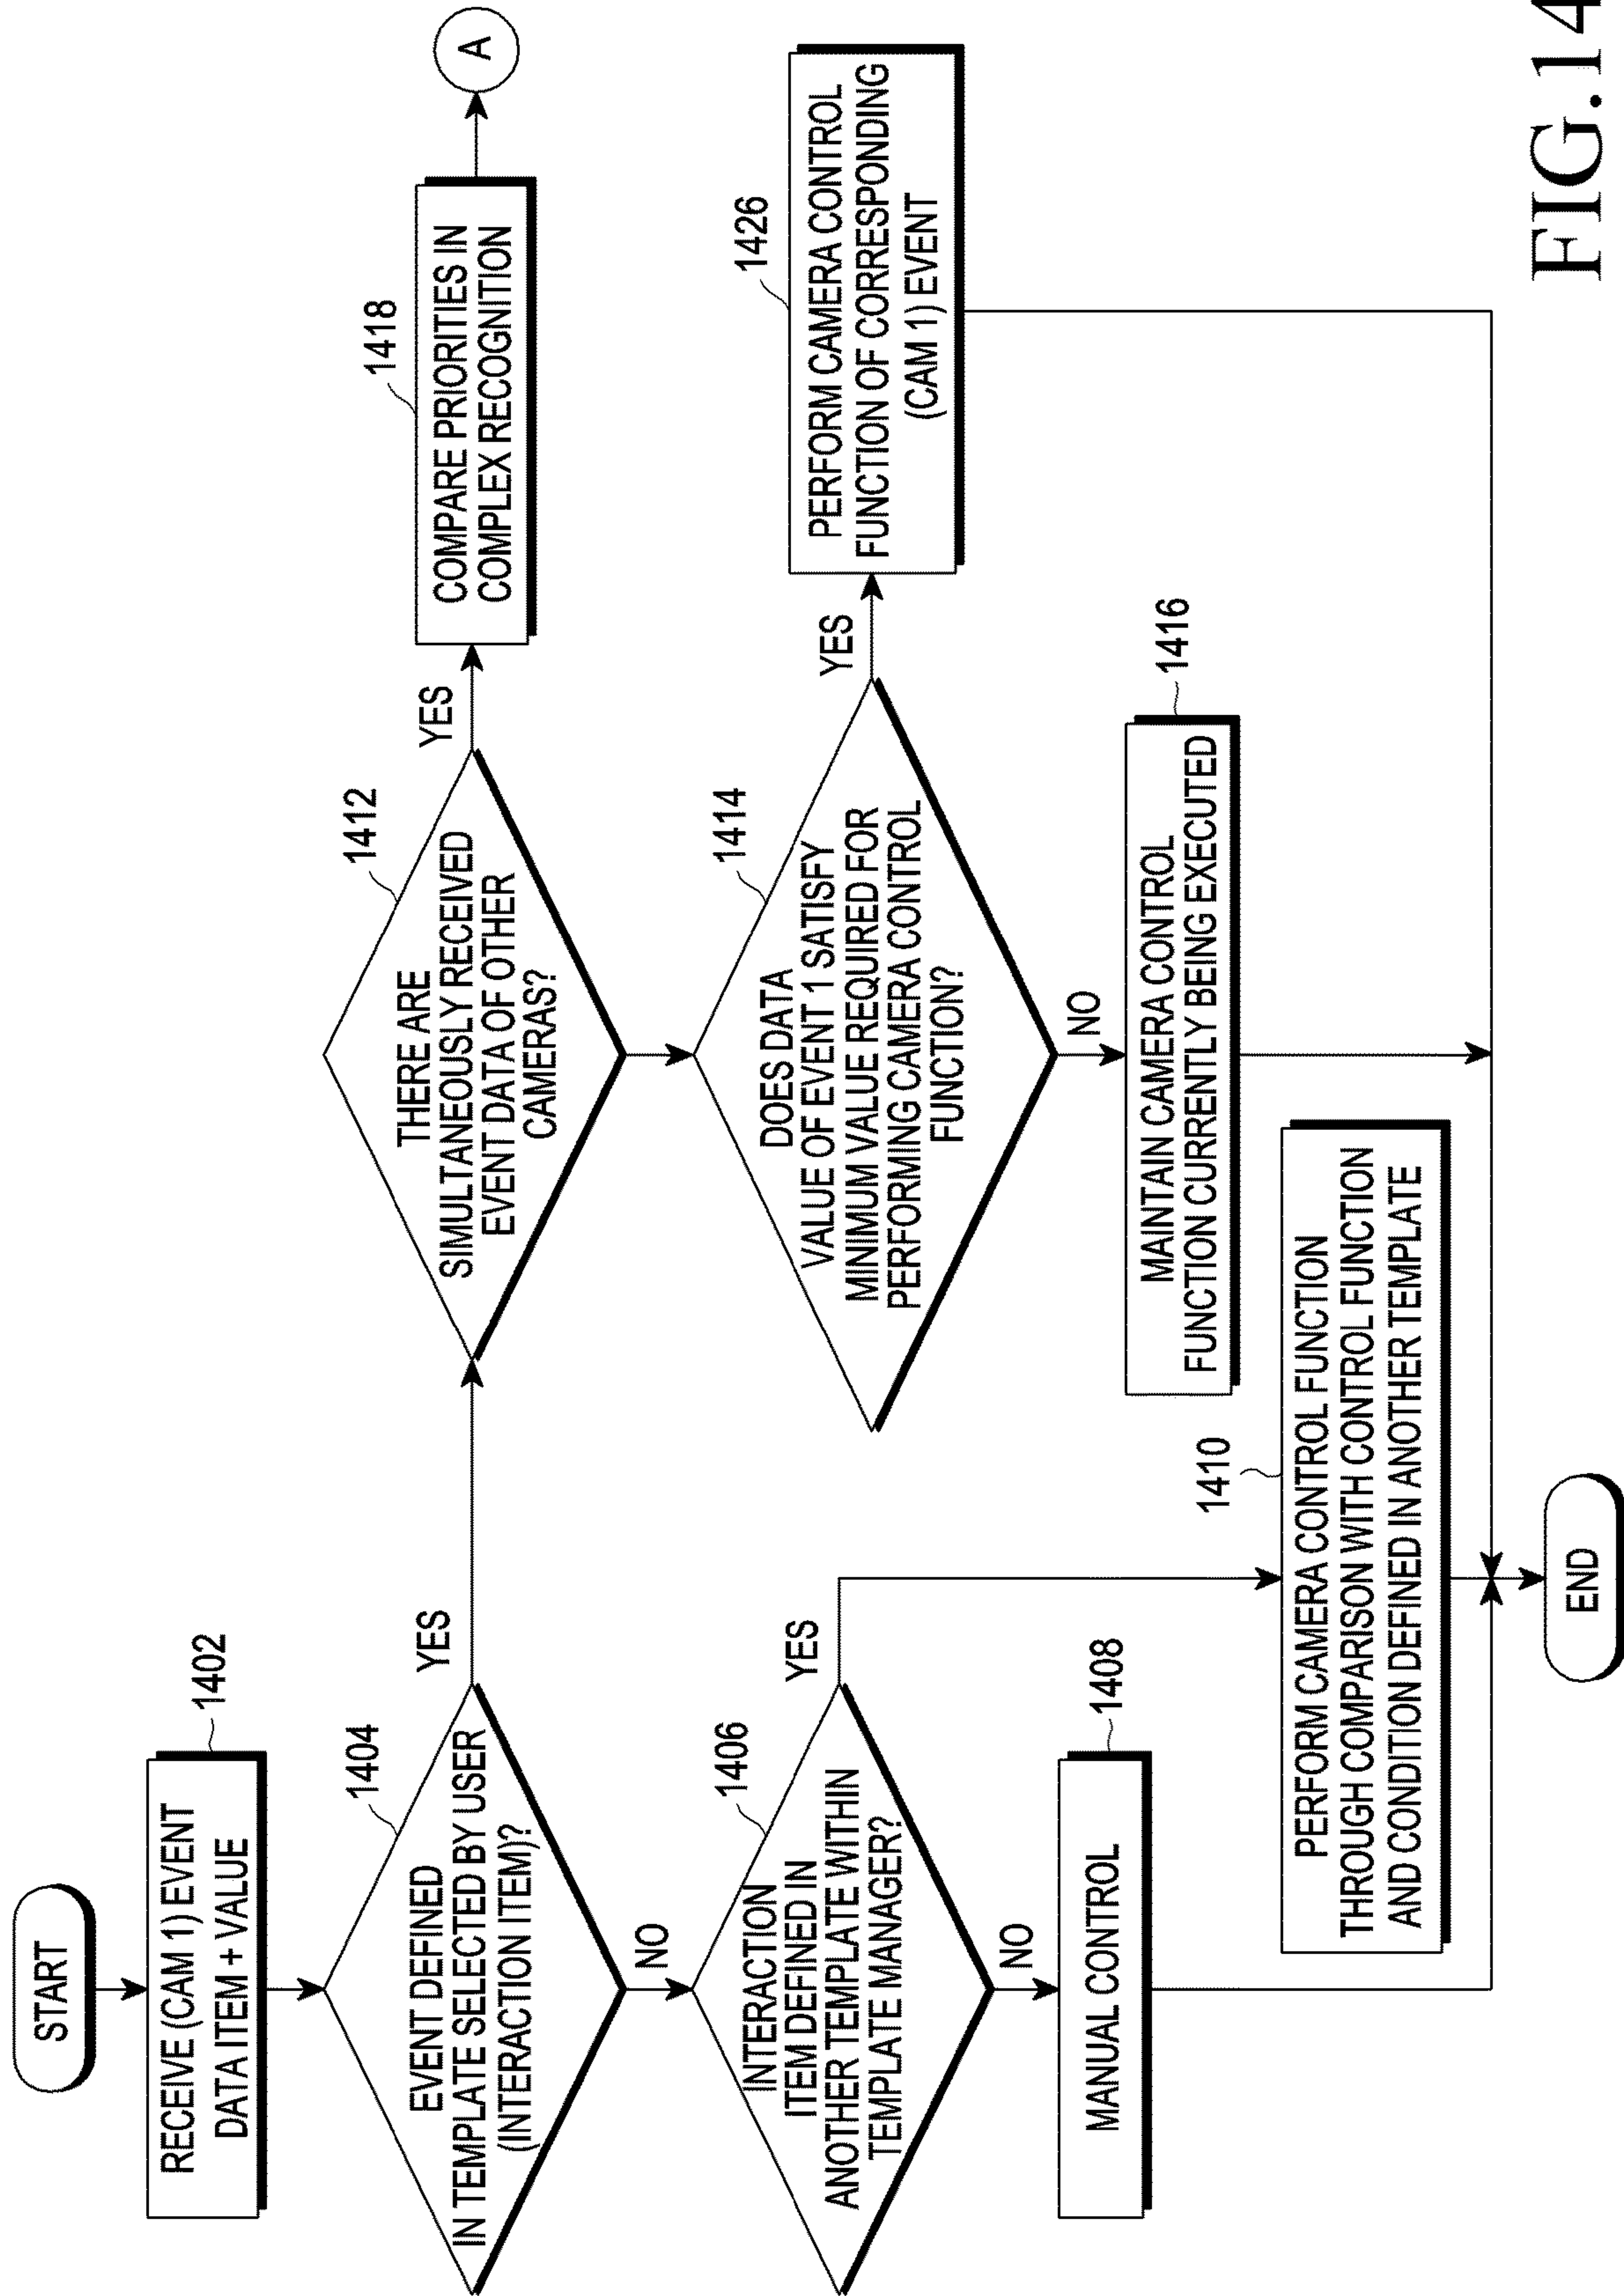 START
1402
RECEIVE (CAM 1) EVENT
DATA ITEM + VALUE
1404
EVENT DEFINED
IN TEMPLATE SELECTED BY USER
(INTERACTION ITEM)?
YES
NO
1406
INTERACTION
ITEM DEFINED IN
ANOTHER TEMPLATE WITHIN
TEMPLATE MANAGER?
YES
NO
1408
MANUAL CONTROL
1410
PERFORM CAMERA CONTROL FUNCTION
THROUGH COMPARISON WITH CONTROL FUNCTION
AND CONDITION DEFINED IN ANOTHER TEMPLATE
END
1412
THERE ARE
SIMULTANEOUSLY RECEIVED
EVENT DATA OF OTHER
CAMERAS?
YES
1414
DOES DATA
VALUE OF EVENT 1 SATISFY
MINIMUM VALUE REQUIRED FOR
PERFORMING CAMERA CONTROL
FUNCTION?
YES
NO
1416
MAINTAIN CAMERA CONTROL
FUNCTION CURRENTLY BEING EXECUTED
1418
COMPARE PRIORITIES IN
COMPLEX RECOGNITION
A
1426
PERFORM CAMERA CONTROL
FUNCTION OF CORRESPONDING
(CAM 1) EVENT
FIG.14